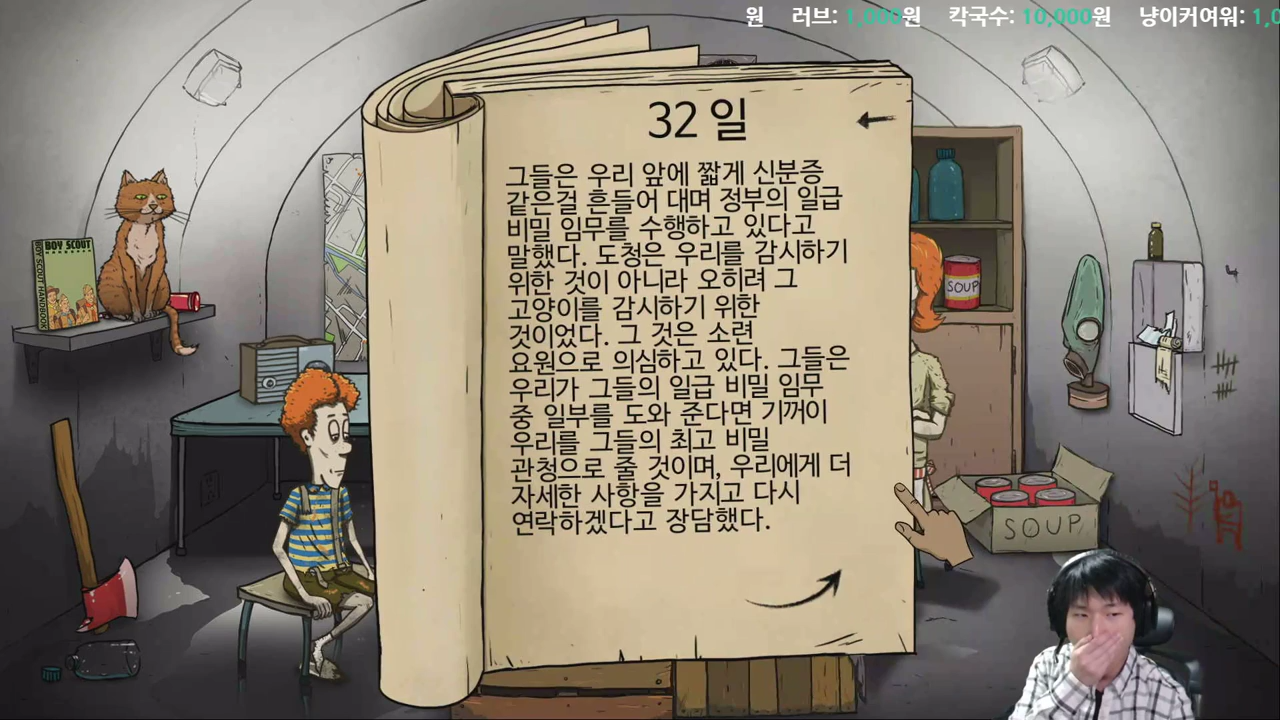 원 러브: 1,000원 칵국수: 10,000원 냥이커여워: 1,0
32 일
그들은 우리 앞에 짧게 신분증
같은걸 흔들어 대며 정부의 일급
비밀 임무를 수행하고 있다고
말했다. 도청은 우리를 감시하기
위한 것이 아니라 오히려 그
고양이를 감시하기 위한
것이었다. 그 것은 소련
요원으로 의심하고 있다. 그들은
우리가 그들의 일급 비밀 임무
중 일부를 도와 준다면 기꺼이
우리를 그들의 최고 비밀
관청으로 줄 것이며, 우리에게 더
자세한 사항을 가지고 다시
연락하겠다고 장담했다.
BOY SCOUT
BOY SCOUT HANDBOOK
SOUP
SOUP